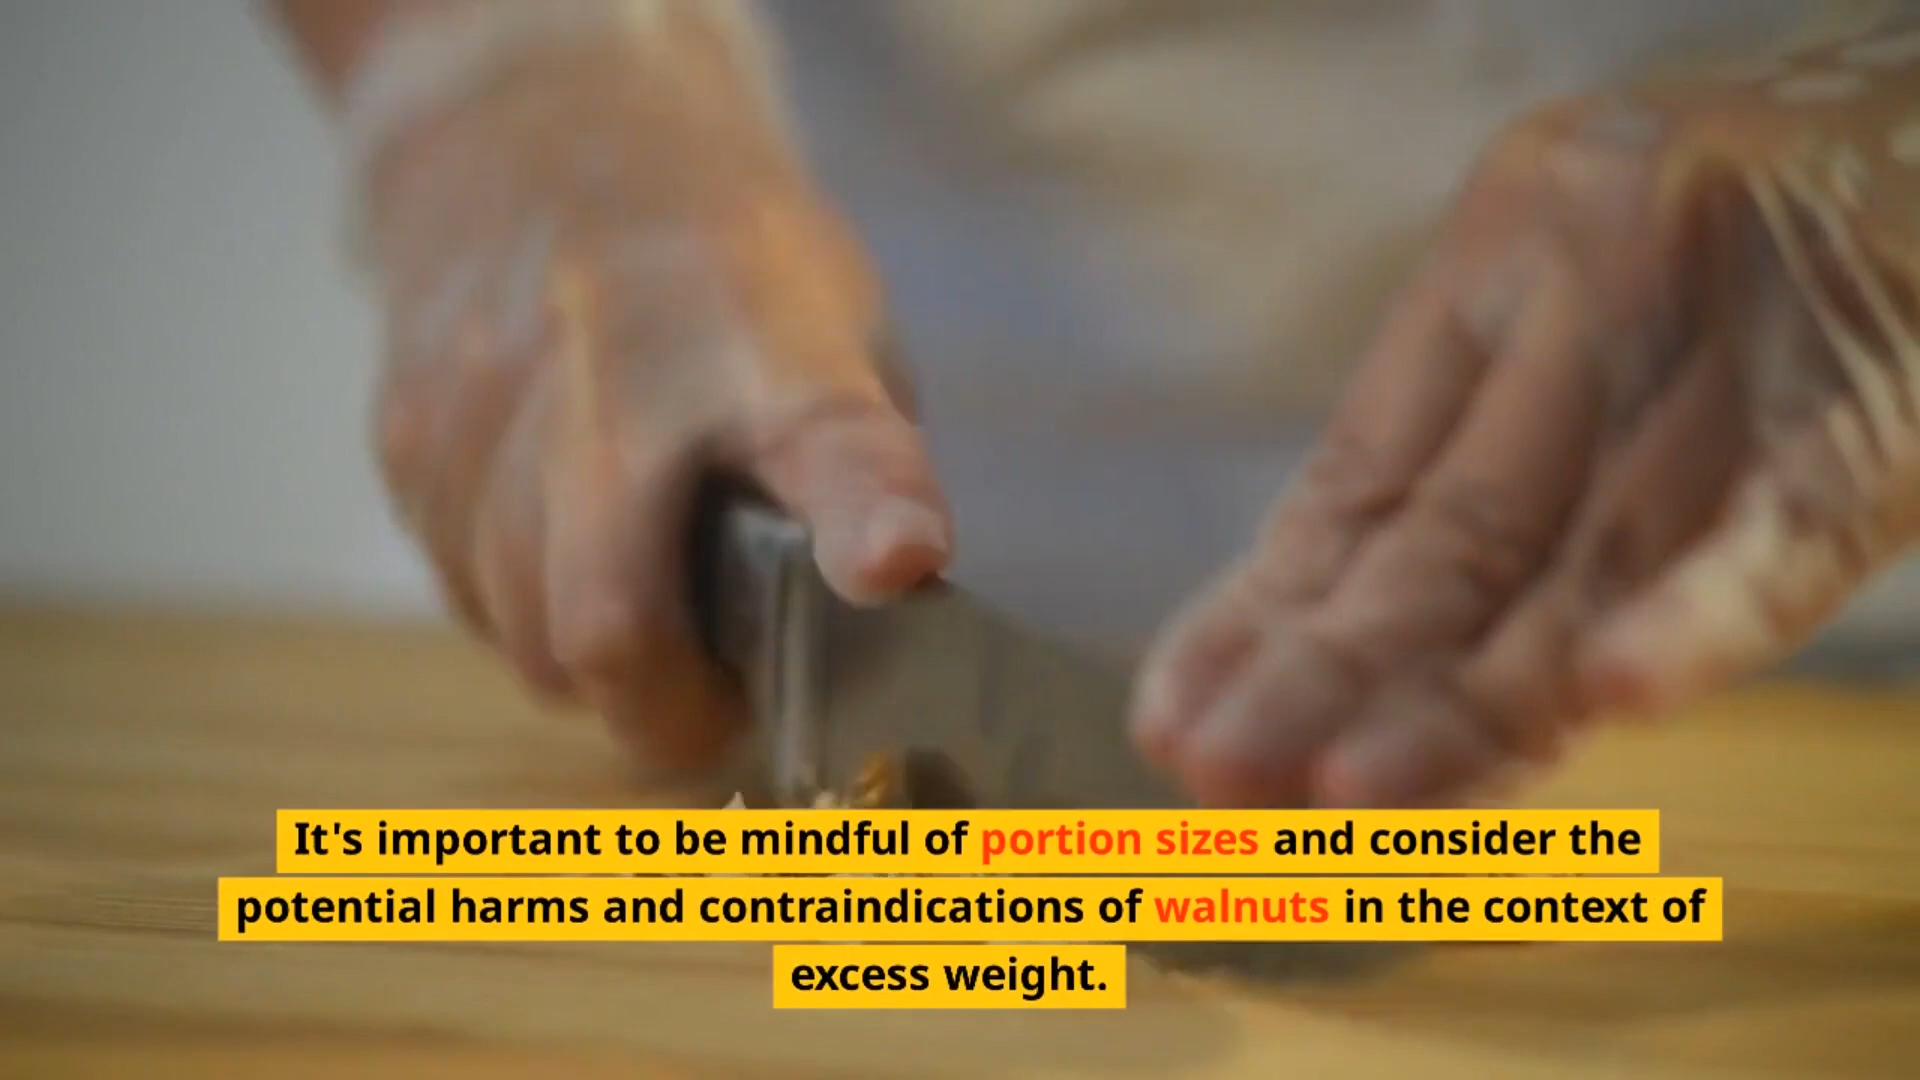 It's important to be mindful of portion sizes and consider the
potential harms and contraindications of walnuts in the context of
excess weight.